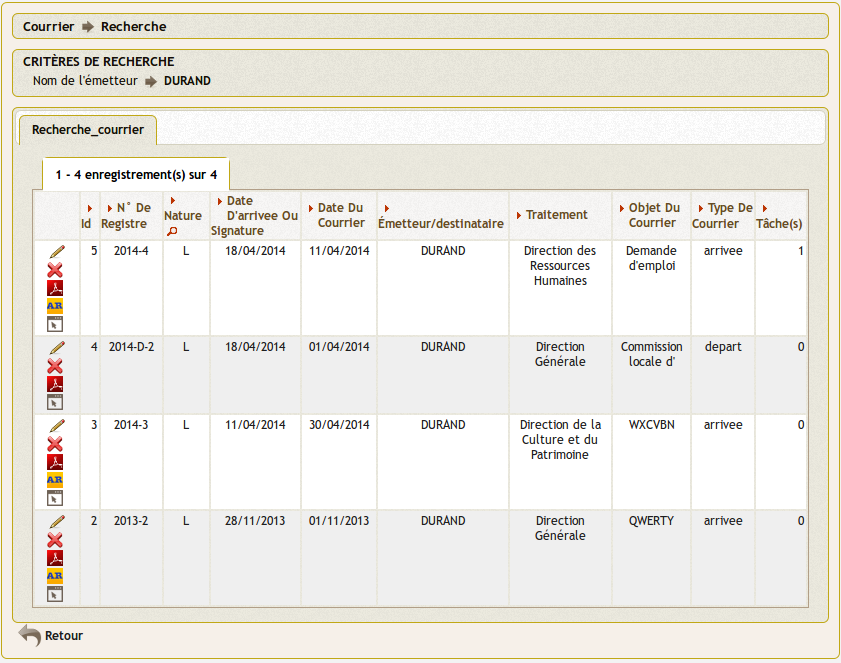 Courrier Recherche
CRITÈRES DE RECHERCHE
Nom de l'émetteur DURAND
Recherche_courrier
1 - 4 enregistrement(s) sur 4
Id
N° De
Registre
Nature
Date
D'arrivee Ou
Signature
Date Du
Courrier
Émetteur/destinataire
Traitement
Objet Du
Courrier
Type De
Courrier
Tâche(s)
5 2014-4 L 18/04/2014 11/04/2014 DURAND Direction des Demande arrivee 1
Ressources d'emploi
Humaines
AR
4 2014-D-2 L 18/04/2014 01/04/2014 DURAND Direction Commission depart 0
Générale locale d'
3 2014-3 L 11/04/2014 30/04/2014 DURAND Direction de la WXCVBN arrivee 0
Culture et du
Patrimoine
AR
2 2013-2 L 28/11/2013 01/11/2013 DURAND Direction QWERTY arrivee 0
Générale
AR
Retour